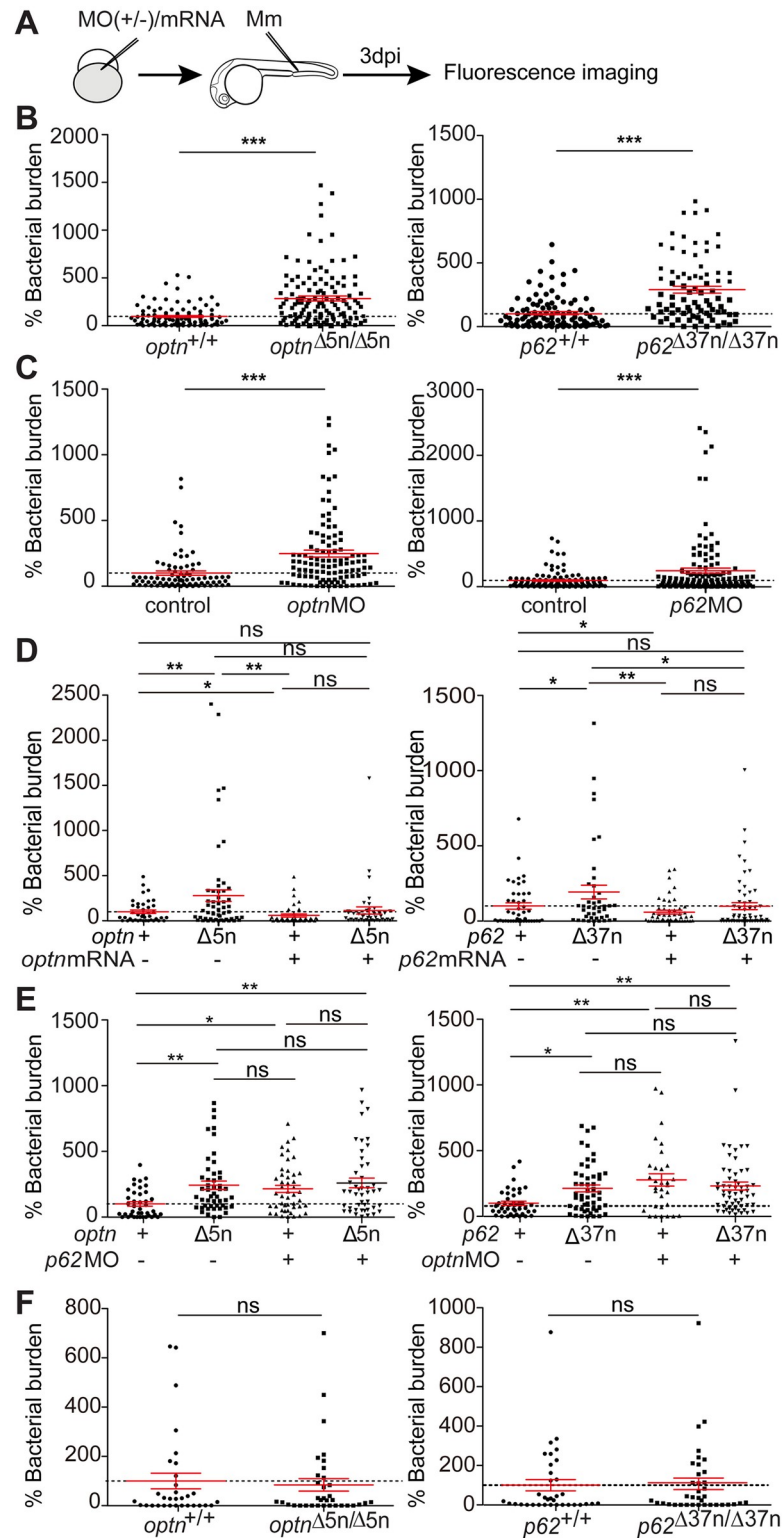 A
MO(+/-)/mRNA
Mm
3dpi
Fluorescence imaging
B
% Bacterial burden
2000
1500
1000
500
0
***
optn+/+
optnΔ5n/Δ5n
% Bacterial burden
1500
1000
500
0
***
p62+/+
p62Δ37n/Δ37n
C
% Bacterial burden
1500
1000
500
0
***
control
optnMO
% Bacterial burden
3000
2000
1000
0
***
control
p62MO
D
% Bacterial burden
2500
2000
1500
1000
500
0
ns
ns
** **
* ns
optn + Δ5n + Δ5n
optnmRNA - - + +
% Bacterial burden
1500
1000
500
0
*
ns
*
* ** ns
p62 + Δ37n + Δ37n
p62mRNA - - + +
E
% Bacterial burden
1500
1000
500
0
**
* ns
ns
** ns
optn + Δ5n + Δ5n
p62MO - - + +
% Bacterial burden
1500
1000
500
0
**
** ns
ns
* ns
p62 + Δ37n + Δ37n
optnMO - - + +
F
% Bacterial burden
800
600
400
200
0
ns
optn+/+
optnΔ5n/Δ5n
% Bacterial burden
1000
800
600
400
200
0
ns
p62+/+
p62Δ37n/Δ37n